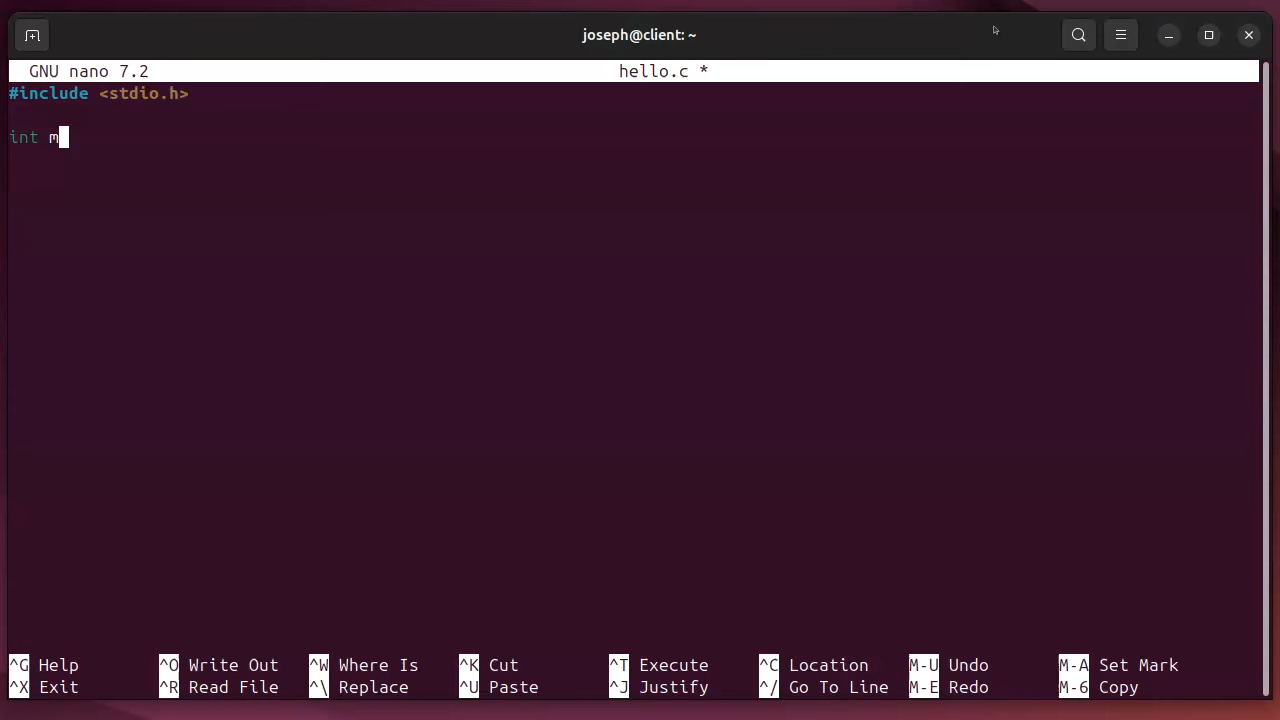 joseph@client: ~
GNU nano 7.2 hello.c *
#include <stdio.h>
int m
^G Help ^O Write Out ^W Where Is ^K Cut ^T Execute ^C Location M-U Undo M-A Set Mark
^X Exit ^R Read File ^\ Replace ^U Paste ^J Justify ^/ Go To Line M-E Redo M-6 Copy